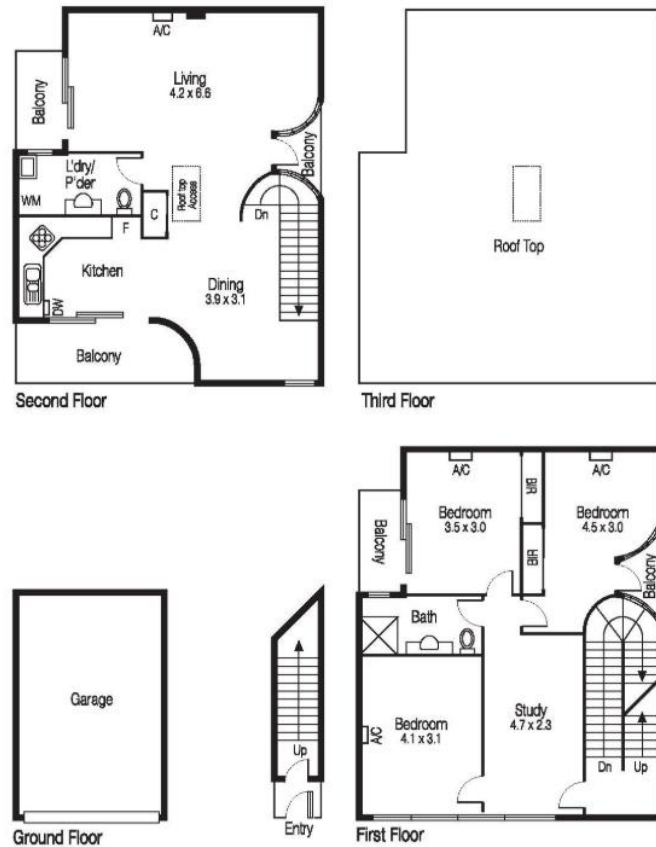 A/C
Living
4.2 x 6.6
Balcony
Balcony
L'dry/
P'der
WM
Roof top
Access
C
F
Dn
Kitchen
Dining
3.9 x 3.1
DW
Balcony
Second Floor
Roof Top
Third Floor
Garage
Ground Floor
Up
Entry
A/C
BIR
A/C
Bedroom
3.5 x 3.0
Bedroom
4.5 x 3.0
Balcony
BIR
Balcony
Bath
A/C
Bedroom
4.1 x 3.1
Study
4.7 x 2.3
Dn
Up
First Floor